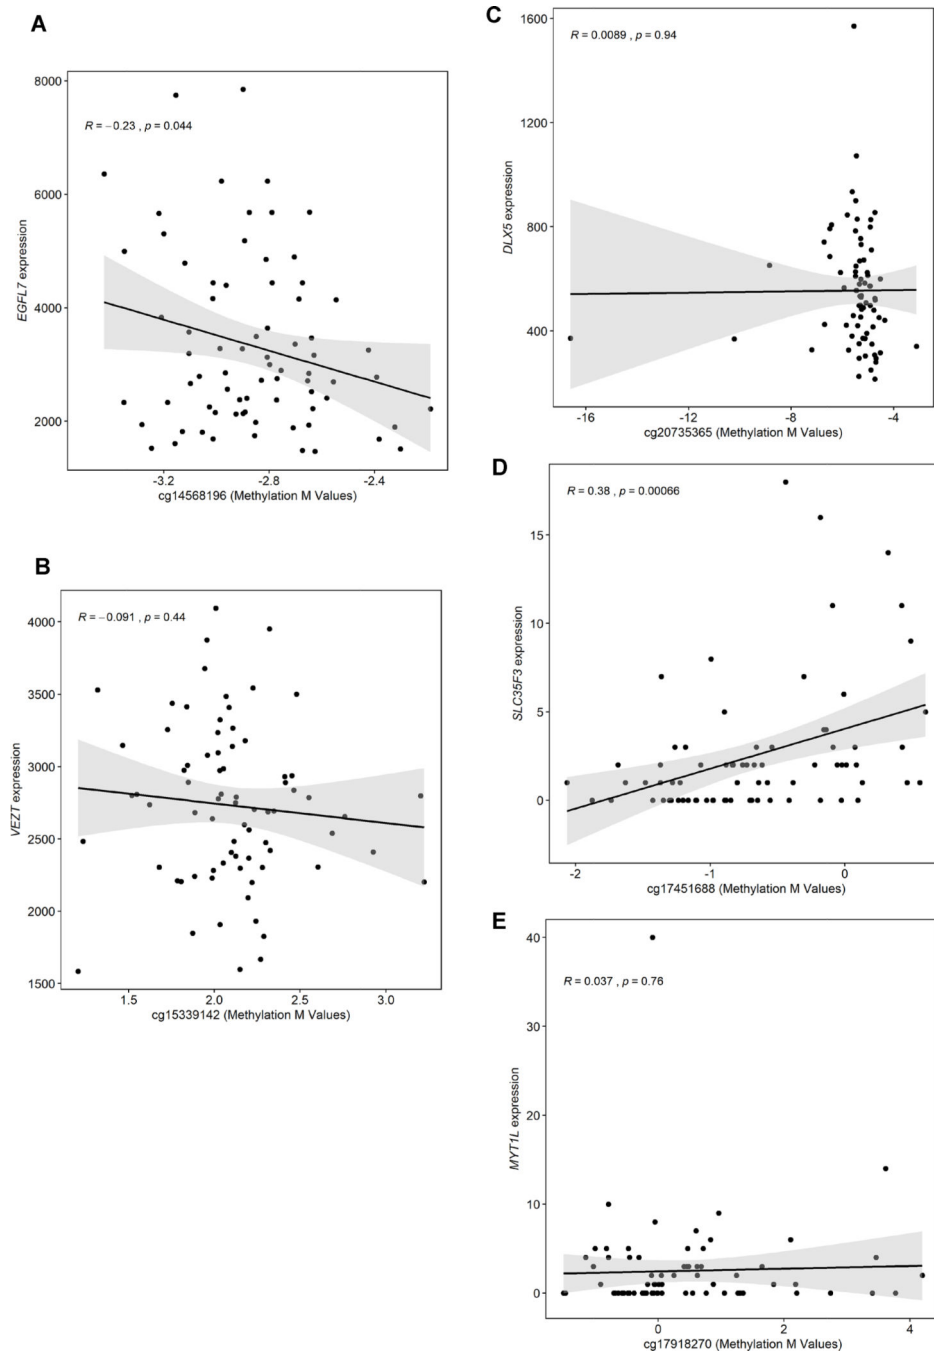 A
8000
6000
4000
2000
R = −0.23 , p = 0.044
EGFL7 expression
-3.2
-2.8
-2.4
cg14568196 (Methylation M Values)
B
4000
3500
3000
2500
2000
1500
R = −0.091 , p = 0.44
VEZT expression
1.5
2.0
2.5
3.0
cg15339142 (Methylation M Values)
C
1600
1200
800
400
R = 0.0089 , p = 0.94
DLX5 expression
-16
-12
-8
-4
cg20735365 (Methylation M Values)
D
15
10
5
0
R = 0.38 , p = 0.00066
SLC35F3 expression
-2
-1
0
cg17451688 (Methylation M Values)
E
40
30
20
10
0
R = 0.037 , p = 0.76
MYT1L expression
0
2
4
cg17918270 (Methylation M Values)